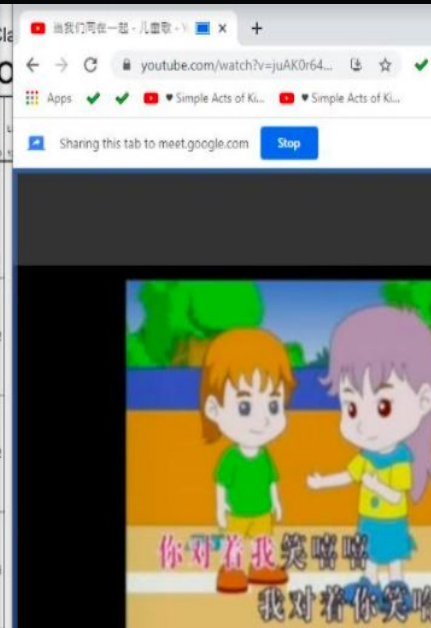 当我们同在一起 - 儿童歌 - Y
youtube.com/watch?v=juAK0r64...
Apps
♥ Simple Acts of Ki...
♥ Simple Acts of Ki...
Sharing this tab to meet.google.com
Stop
你对着我笑嘻嘻
我对着你笑哈